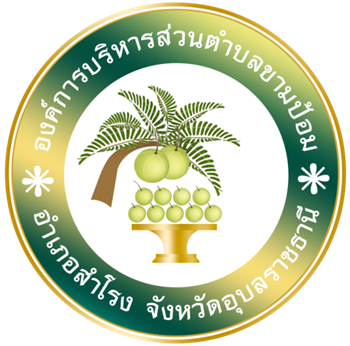 องค์การบริหารส่วนตำบลขามป้อม
อำเภอสำโรง จังหวัดอุบลราชธานี